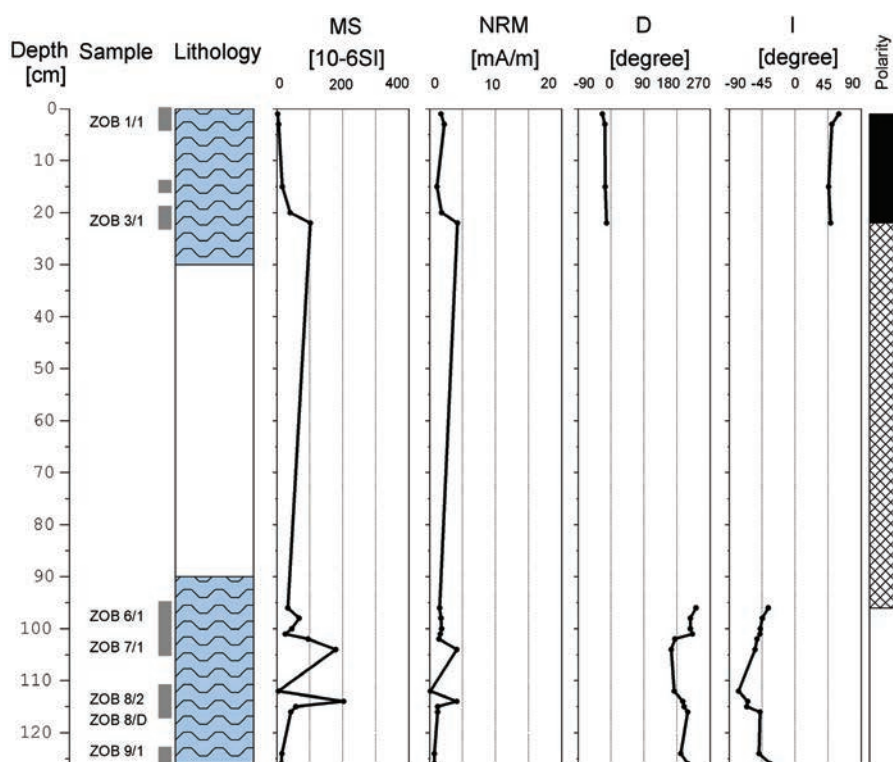 MS NRM D I
Depth Sample Lithology [10-6SI] [mA/m] [degree] [degree] Polarity
[cm]
0 200 400 0 10 20 -90 0 90 180 270 -90 -45 0 45 90
0
ZOB 1/1
10
20
ZOB 3/1
30
40
50
60
70
80
90
ZOB 6/1
100
ZOB 7/1
110
ZOB 8/2
ZOB 8/D
120
ZOB 9/1